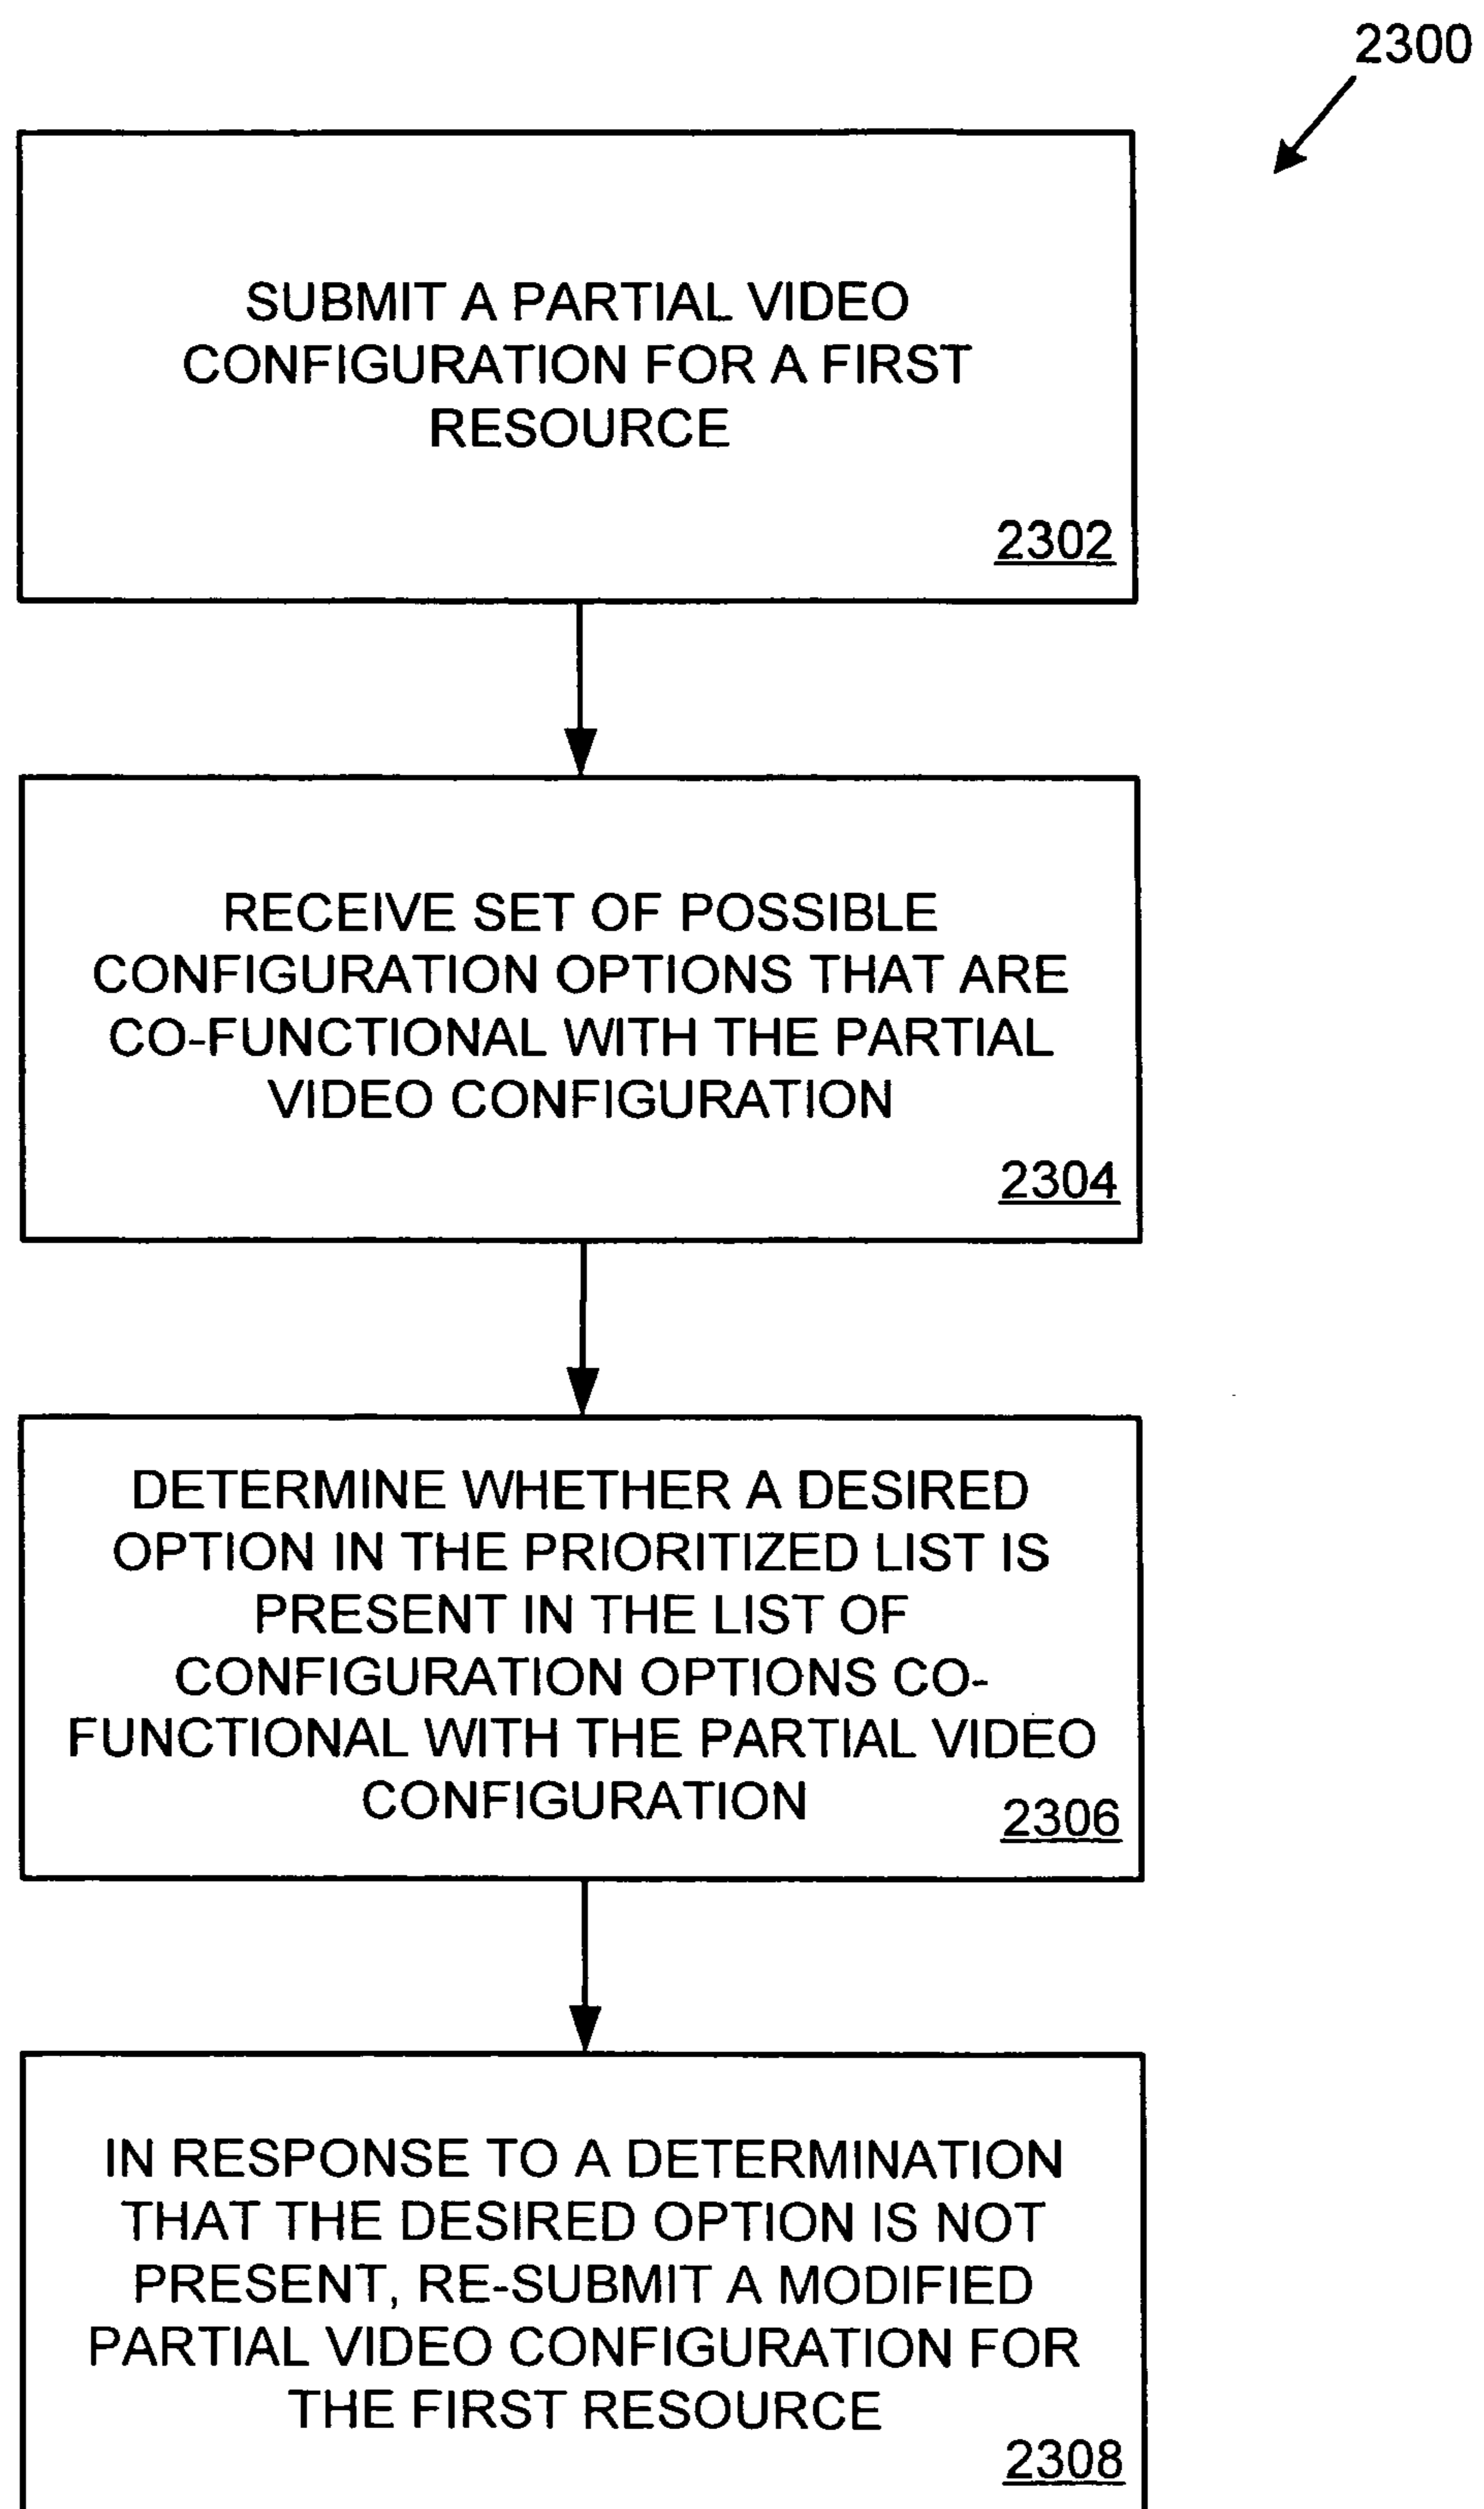 2300
SUBMIT A PARTIAL VIDEO
CONFIGURATION FOR A FIRST
RESOURCE
2302
RECEIVE SET OF POSSIBLE
CONFIGURATION OPTIONS THAT ARE
CO-FUNCTIONAL WITH THE PARTIAL
VIDEO CONFIGURATION
2304
DETERMINE WHETHER A DESIRED
OPTION IN THE PRIORITIZED LIST IS
PRESENT IN THE LIST OF
CONFIGURATION OPTIONS CO-
FUNCTIONAL WITH THE PARTIAL VIDEO
CONFIGURATION
2306
IN RESPONSE TO A DETERMINATION
THAT THE DESIRED OPTION IS NOT
PRESENT, RE-SUBMIT A MODIFIED
PARTIAL VIDEO CONFIGURATION FOR
THE FIRST RESOURCE
2308